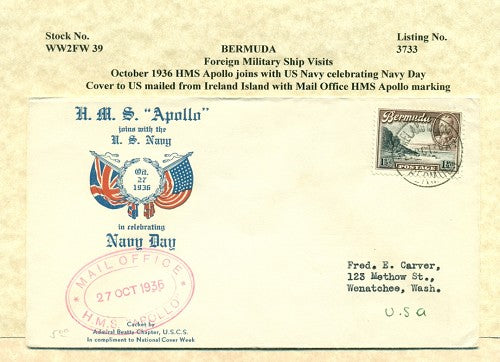 Stock No.
WW2FW 39
Listing No.
3733
BERMUDA
Foreign Military Ship Visits
October 1936 HMS Apollo joins with US Navy celebrating Navy Day
Cover to US mailed from Ireland Island with Mail Office HMS Apollo marking
H. M. S. "Apollo"
joins with the
U. S. Navy
Oct.
27
1936
in celebrating
Navy Day
MAIL OFFICE
27 OCT 1936
H.M.S. APOLLO
Cachet by
Admiral Beatty Chapter, U.S.C.S.
In compliment to National Cover Week
Bermuda
POSTAGE
Fred. E. Carver,
123 Methow St.,
Wenatchee, Wash.
U.S.A